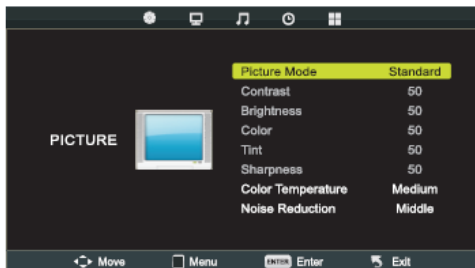 Picture Mode Standard
Contrast 50
Brightness 50
Color 50
PICTURE
Tint 50
Sharpness 50
Color Temperature Medium
Noise Reduction Middle
Move Menu ENTER Enter Exit